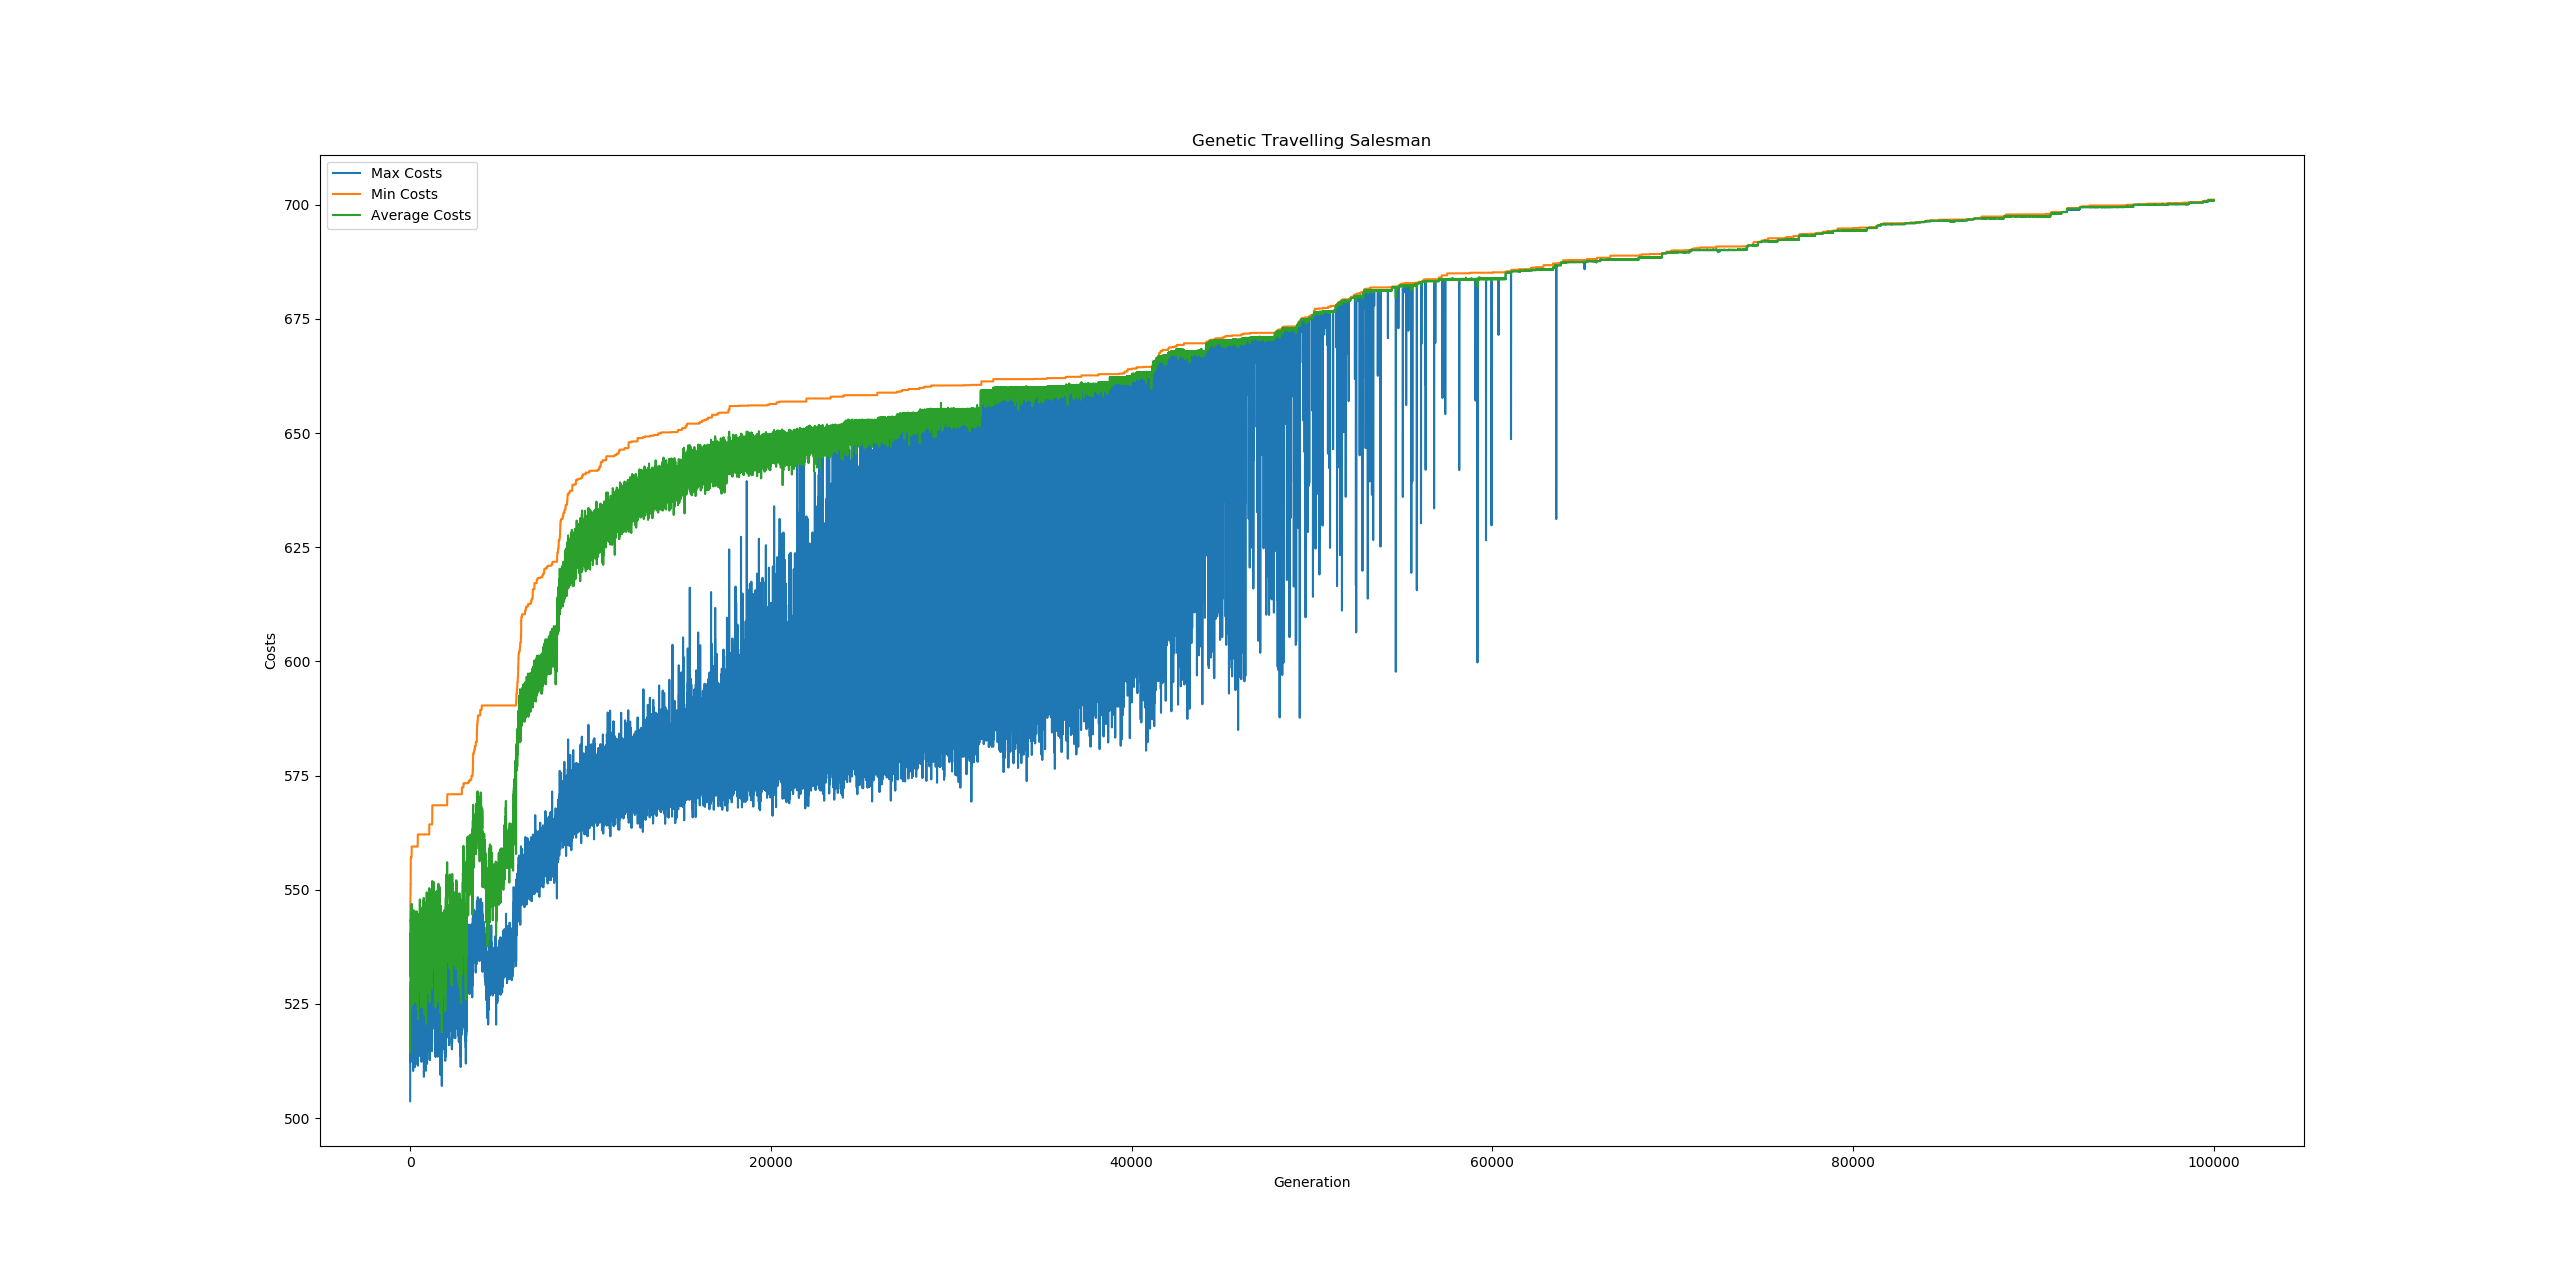 Genetic Travelling Salesman
Max Costs
Min Costs
Average Costs
700
675
650
625
600
575
550
525
500
Costs
0 20000 40000 60000 80000 100000
Generation